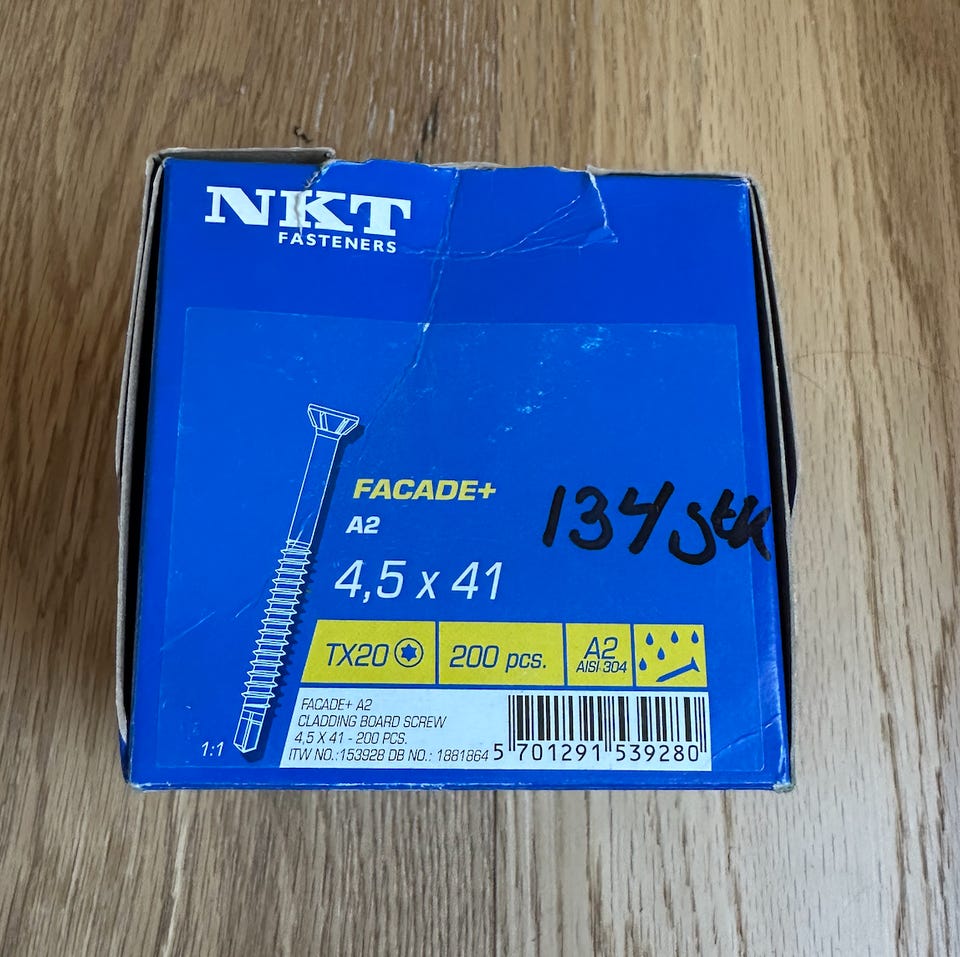 NKT
FASTENERS
FACADE+
A2
134 stk
4,5 x 41
TX20
200 pcs.
A2
AISI 304
1:1
FACADE+ A2
CLADDING BOARD SCREW
4,5 X 41 - 200 PCS.
ITW NO.:153928 DB NO.: 1881864
5 701291 539280